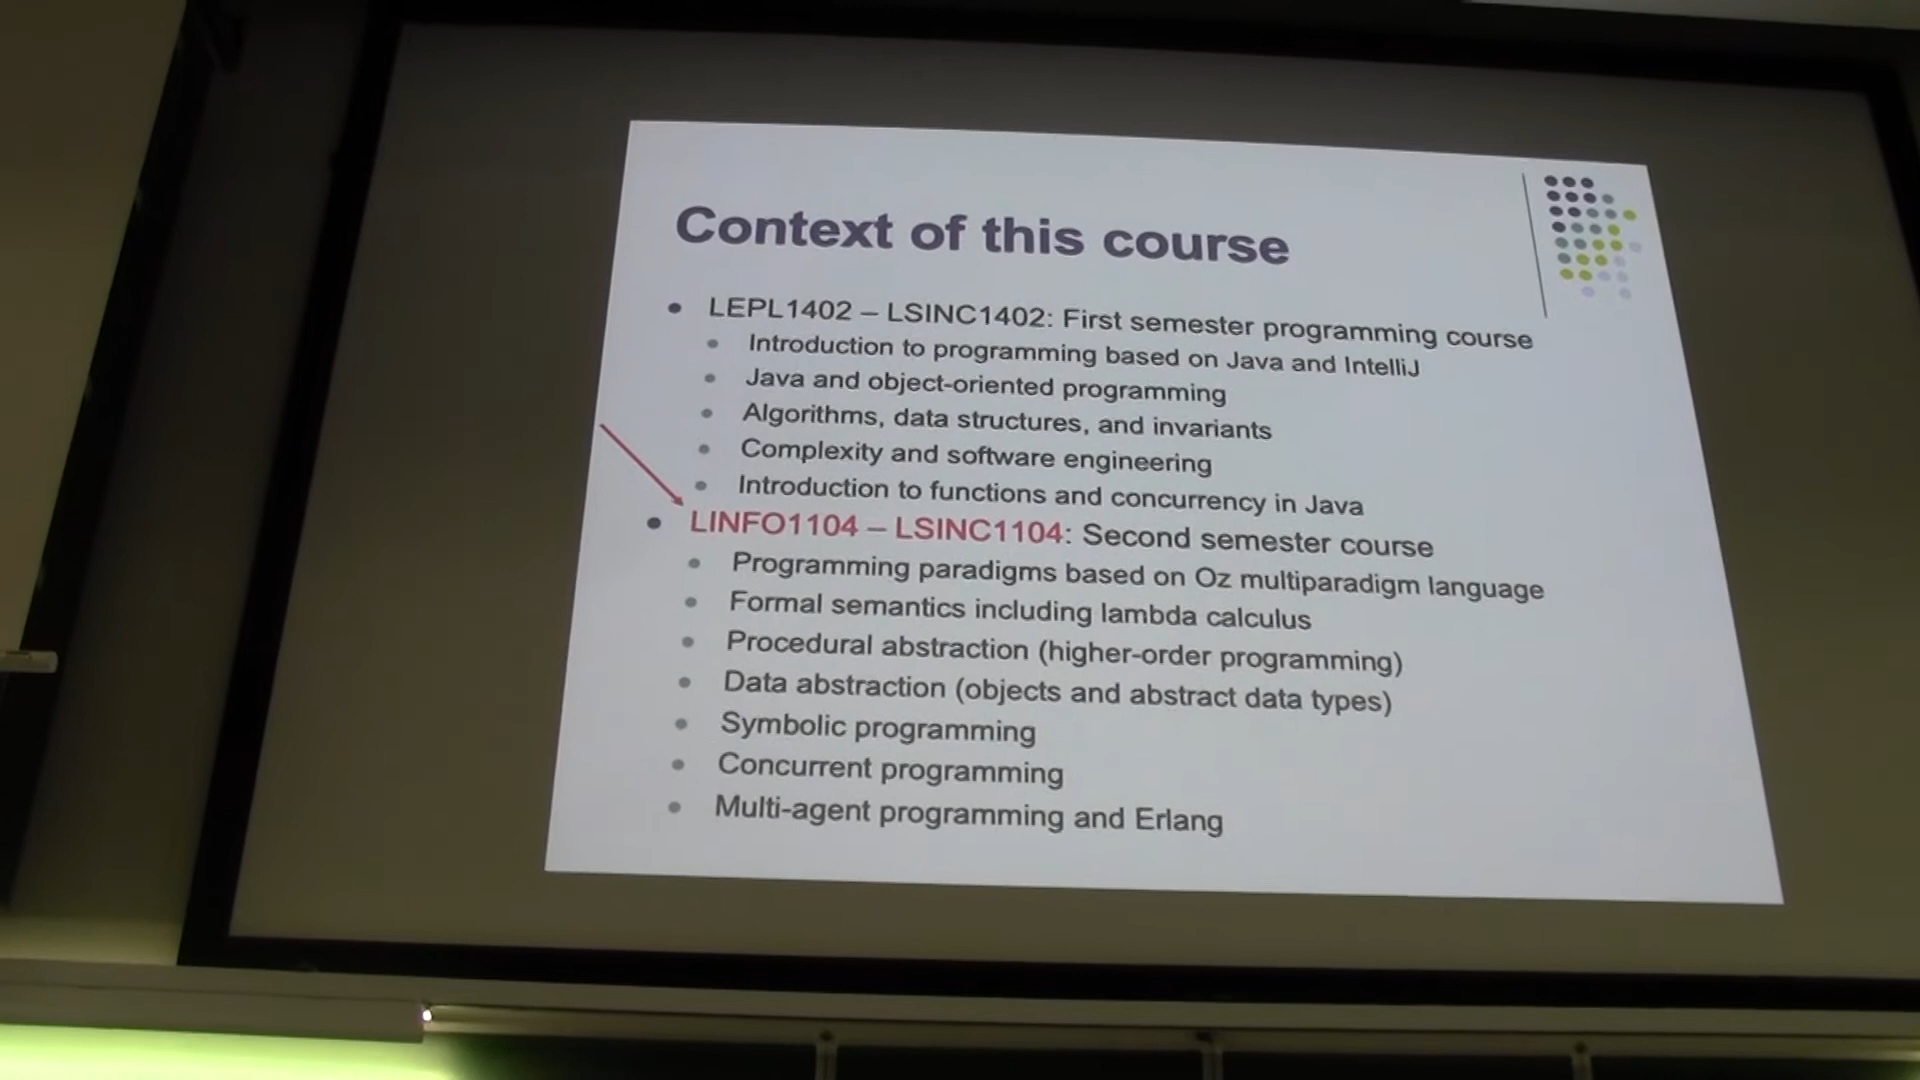 Context of this course
LEPL1402 – LSINC1402: First semester programming course
Introduction to programming based on Java and IntelliJ
Java and object-oriented programming
Algorithms, data structures, and invariants
Complexity and software engineering
Introduction to functions and concurrency in Java
LINFO1104 – LSINC1104: Second semester course
Programming paradigms based on Oz multiparadigm language
Formal semantics including lambda calculus
Procedural abstraction (higher-order programming)
Data abstraction (objects and abstract data types)
Symbolic programming
Concurrent programming
Multi-agent programming and Erlang